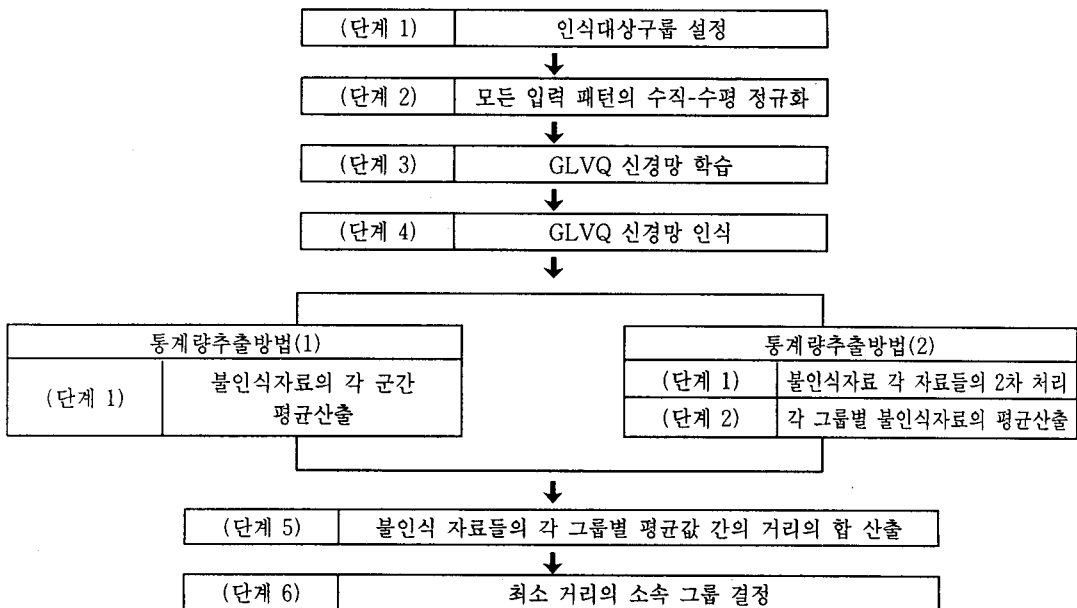 (단계 1) 인식대상구룹 설정
(단계 2) 모든 입력 패턴의 수직-수평 정규화
(단계 3) GLVQ 신경망 학습
(단계 4) GLVQ 신경망 인식
통계량추출방법(1)
(단계 1) 불인식자료의 각 군간
평균산출
통계량추출방법(2)
(단계 1) 불인식자료 각 자료들의 2차 처리
(단계 2) 각 그룹별 불인식자료의 평균산출
(단계 5) 불인식 자료들의 각 그룹별 평균값 간의 거리의 합 산출
(단계 6) 최소 거리의 소속 그룹 결정